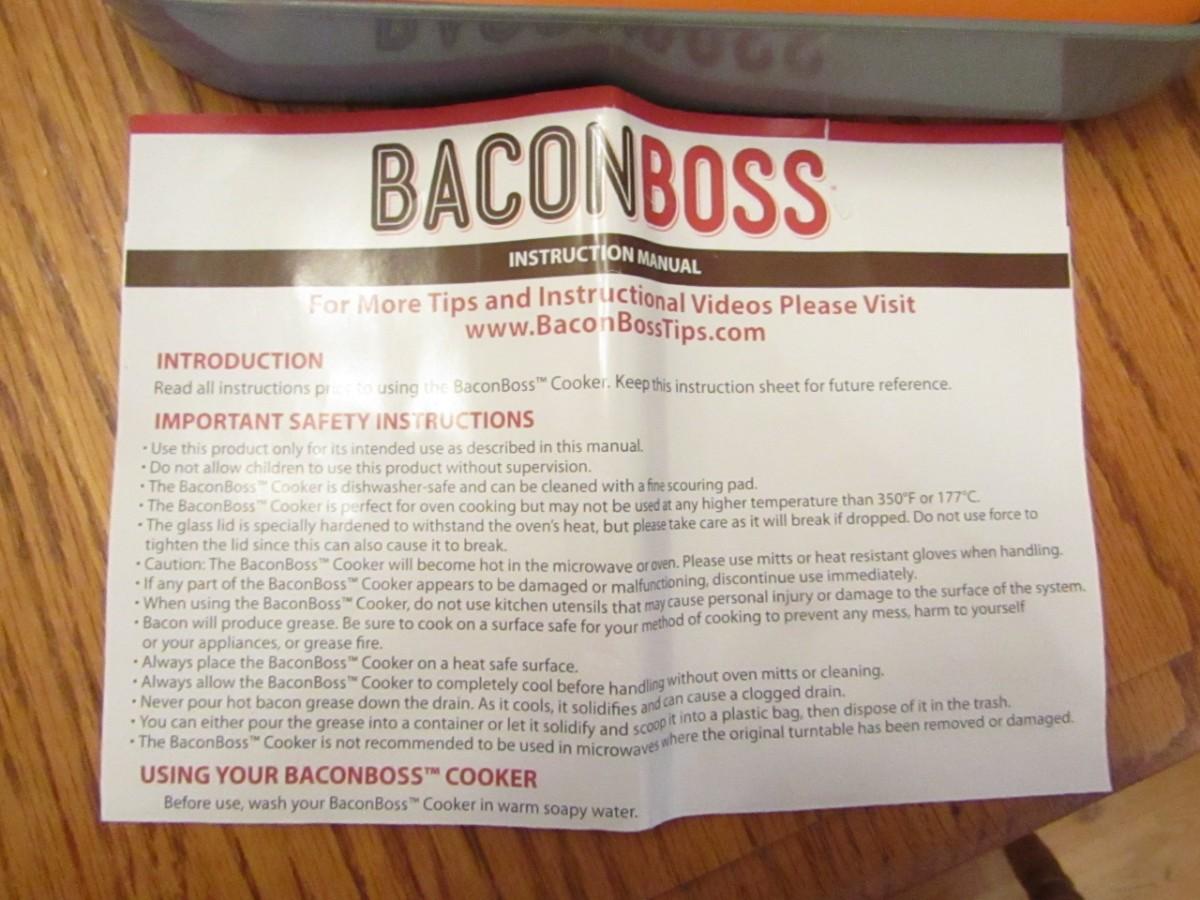 BACONBOSS
BACONBOSS
INSTRUCTION MANUAL
For More Tips and Instructional Videos Please Visit
www.BaconBossTips.com
INTRODUCTION
Read all instructions prior to using the BaconBoss™ Cooker. Keep this instruction sheet for future reference.
IMPORTANT SAFETY INSTRUCTIONS
• Use this product only for its intended use as described in this manual.
• Do not allow children to use this product without supervision.
• The BaconBoss™ Cooker is dishwasher-safe and can be cleaned with a fine scouring pad.
• The BaconBoss™ Cooker is perfect for oven cooking but may not be used at any higher temperature than 350°F or 177°C.
• The glass lid is specially hardened to withstand the oven's heat, but please take care as it will break if dropped. Do not use force to
tighten the lid since this can also cause it to break.
• Caution: The BaconBoss™ Cooker will become hot in the microwave or oven. Please use mitts or heat resistant gloves when handling.
• If any part of the BaconBoss™ Cooker appears to be damaged or malfunctioning, discontinue use immediately.
• When using the BaconBoss™ Cooker, do not use kitchen utensils that may cause personal injury or damage to the surface of the system.
• Bacon will produce grease. Be sure to cook on a surface safe for your method of cooking to prevent any mess, harm to yourself
or your appliances, or grease fire.
• Always place the BaconBoss™ Cooker on a heat safe surface.
• Always allow the BaconBoss™ Cooker to completely cool before handling without oven mitts or cleaning.
• Never pour hot bacon grease down the drain. As it cools, it solidifies and can cause a clogged drain.
• You can either pour the grease into a container or let it solidify and scoop it into a plastic bag, then dispose of it in the trash.
• The BaconBoss™ Cooker is not recommended to be used in microwaves where the original turntable has been removed or damaged.
USING YOUR BACONBOSS™ COOKER
Before use, wash your BaconBoss™ Cooker in warm soapy water.